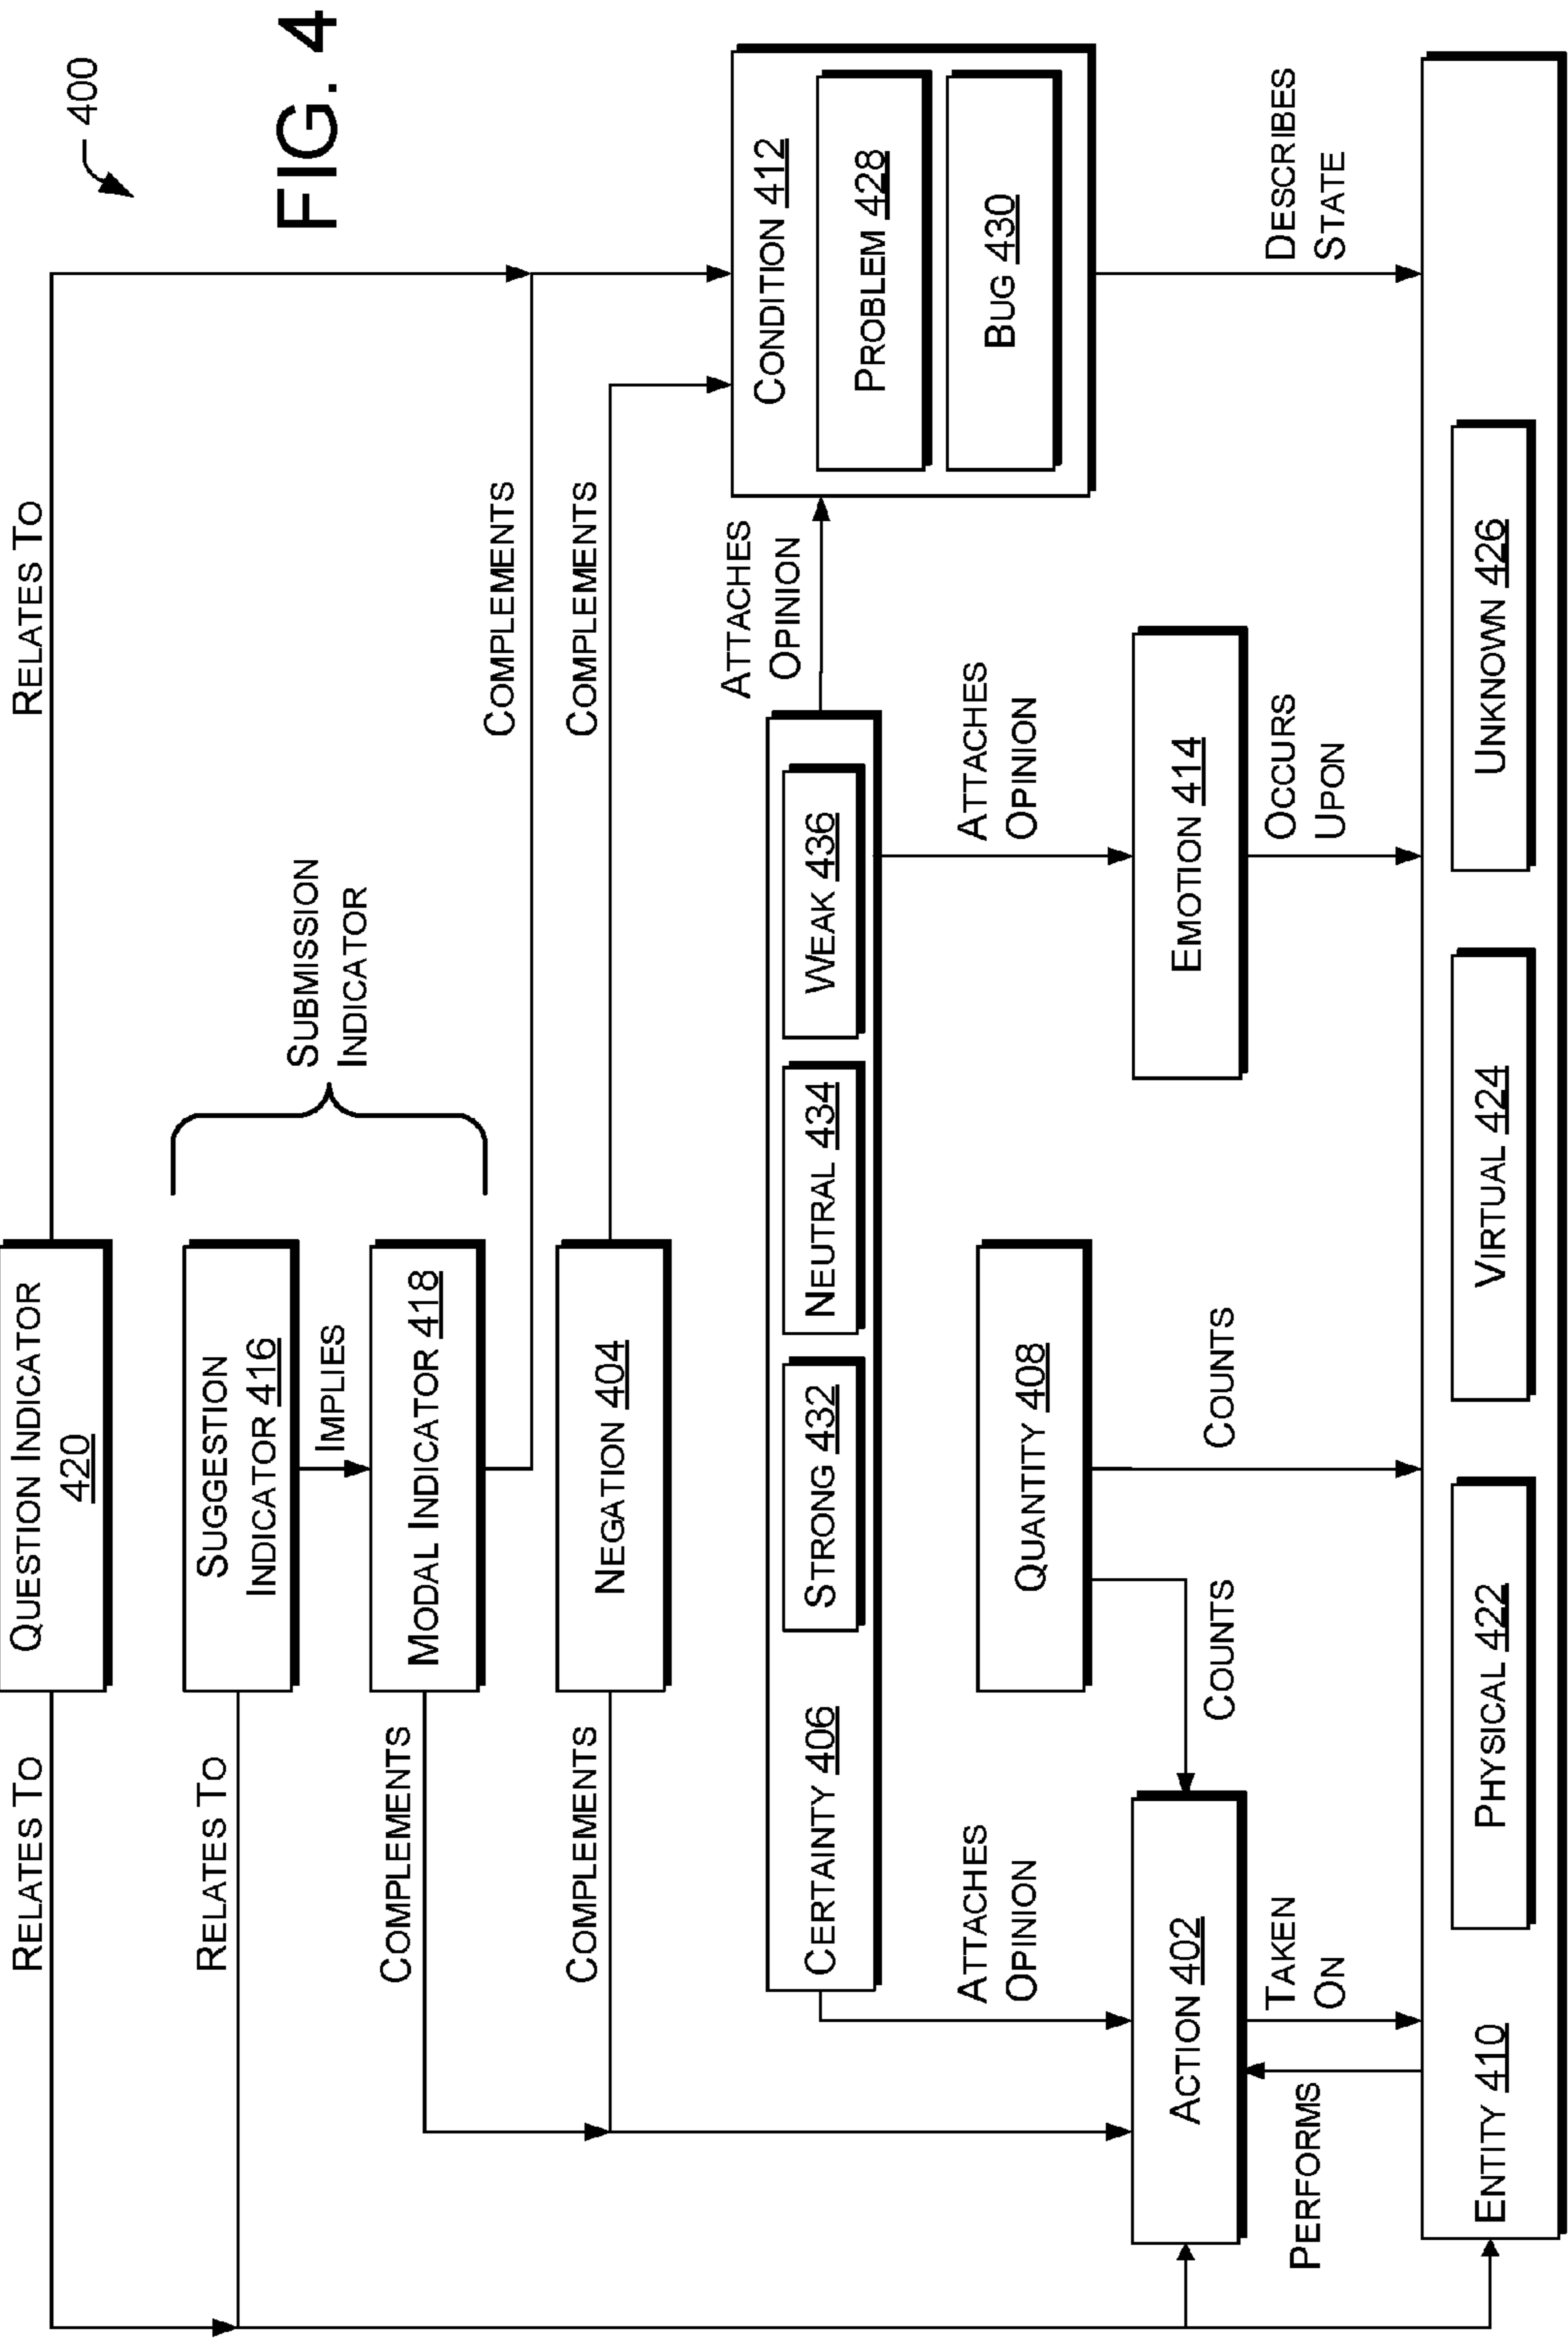 400
FIG. 4
RELATES TO
RELATES TO
QUESTION INDICATOR
420
RELATES TO
SUGGESTION
INDICATOR 416
SUBMISSION
INDICATOR
IMPLIES
COMPLEMENTS
MODAL INDICATOR 418
COMPLEMENTS
COMPLEMENTS
NEGATION 404
COMPLEMENTS
CERTAINTY 406
STRONG 432
NEUTRAL 434
WEAK 436
ATTACHES
OPINION
CONDITION 412
PROBLEM 428
BUG 430
ATTACHES
OPINION
QUANTITY 408
ATTACHES
OPINION
ACTION 402
COUNTS
COUNTS
EMOTION 414
PERFORMS
TAKEN
ON
OCCURS
UPON
DESCRIBES
STATE
ENTITY 410
PHYSICAL 422
VIRTUAL 424
UNKNOWN 426